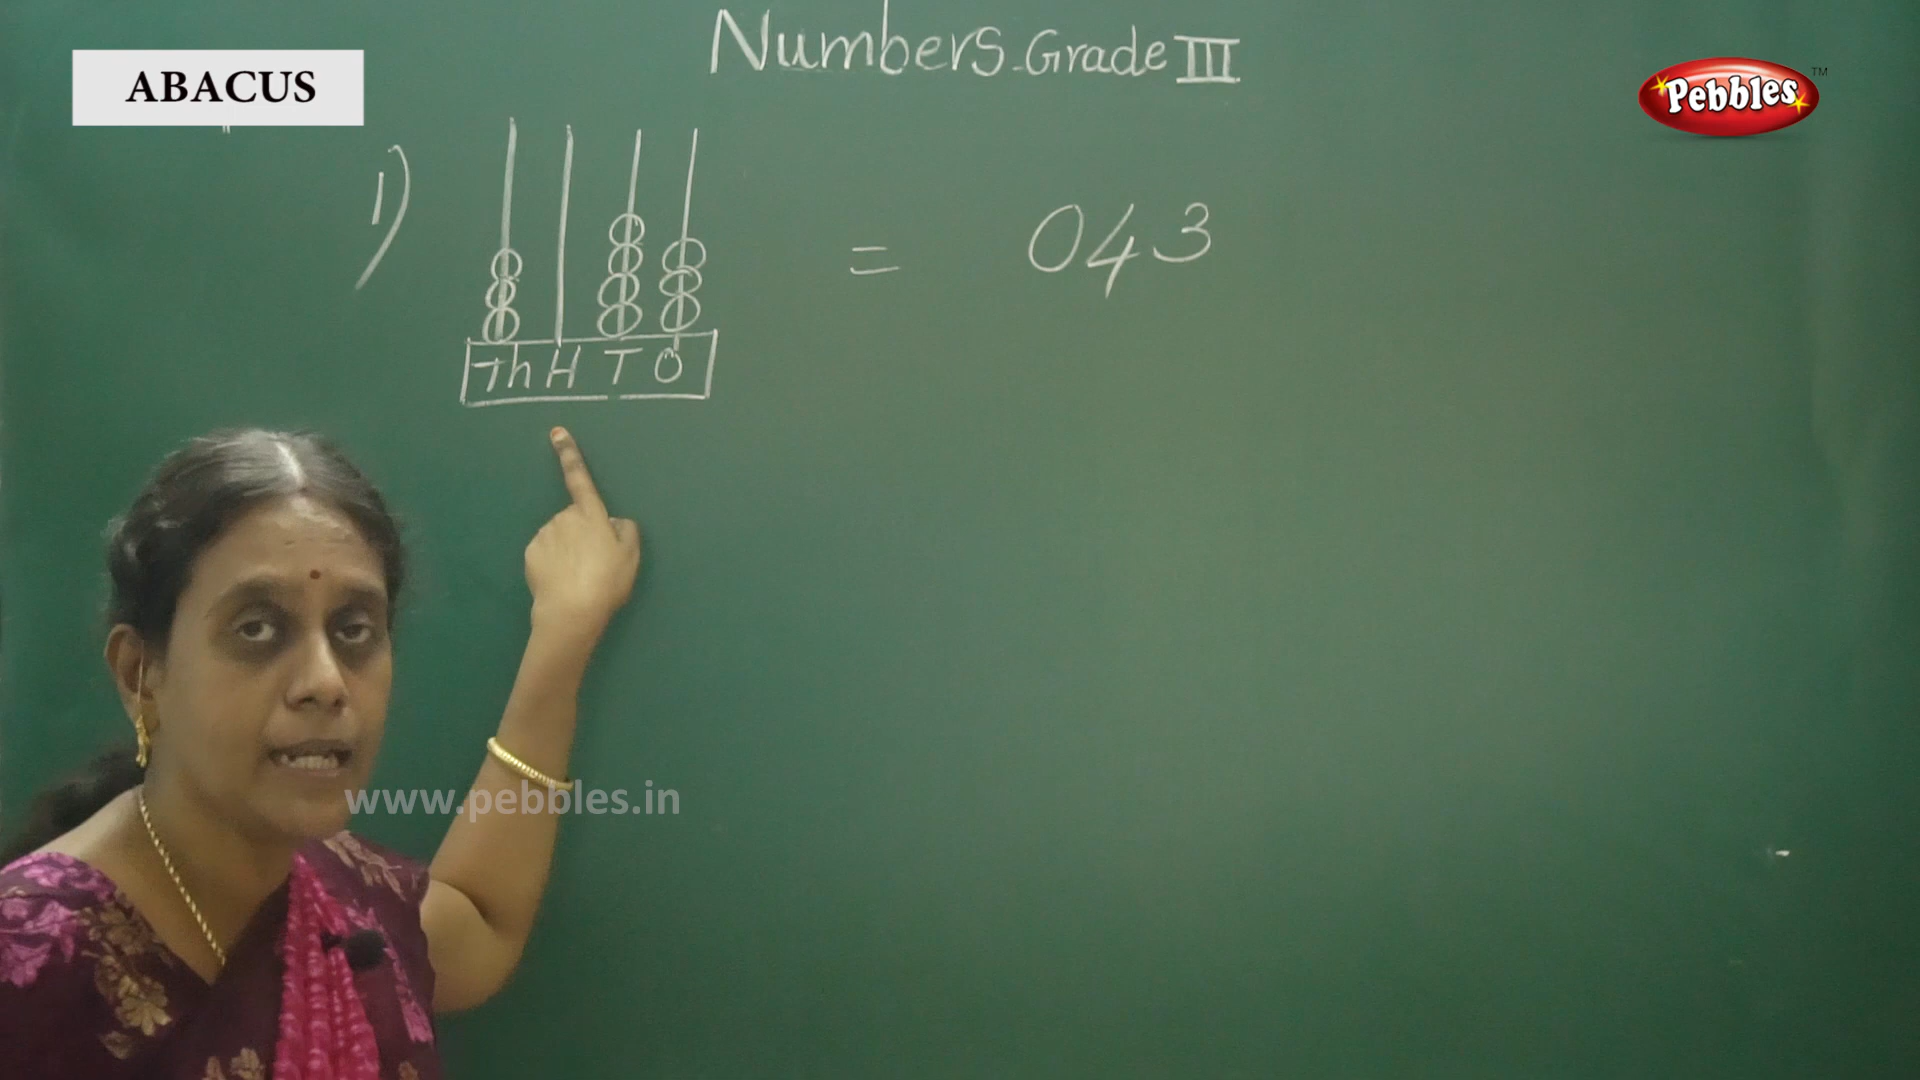 Numbers - Grade III
ABACUS
Pebbles TM
1)
= 043
Th H T O
www.pebbles.in